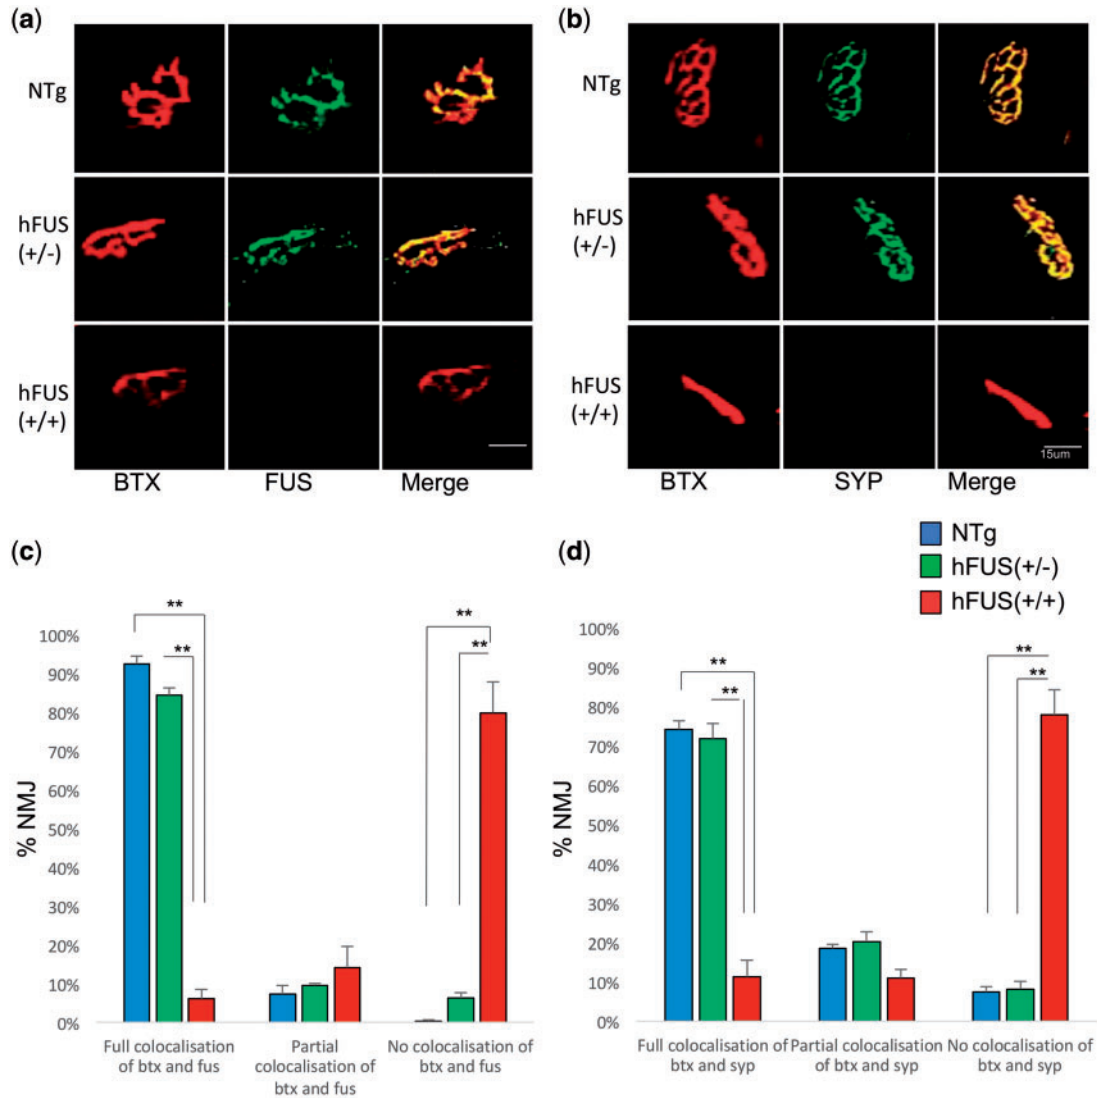 (a)
NTg
hFUS
(+/-)
hFUS
(+/+)
BTX FUS Merge
(b)
NTg
hFUS
(+/-)
hFUS
(+/+)
15um
BTX SYP Merge
(c)
** **
** **
100%
90%
80%
70%
60%
50%
40%
30%
20%
10%
0%
% NMJ
Full colocalisation
of btx and fus
Partial
colocalisation of
btx and fus
No colocalisation of
btx and fus
(d)
NTg
hFUS(+/-)
hFUS(+/+)
** **
** **
100%
90%
80%
70%
60%
50%
40%
30%
20%
10%
0%
% NMJ
Full colocalisation of
btx and syp
Partial colocalisation
of btx and syp
No colocalisation of
btx and syp